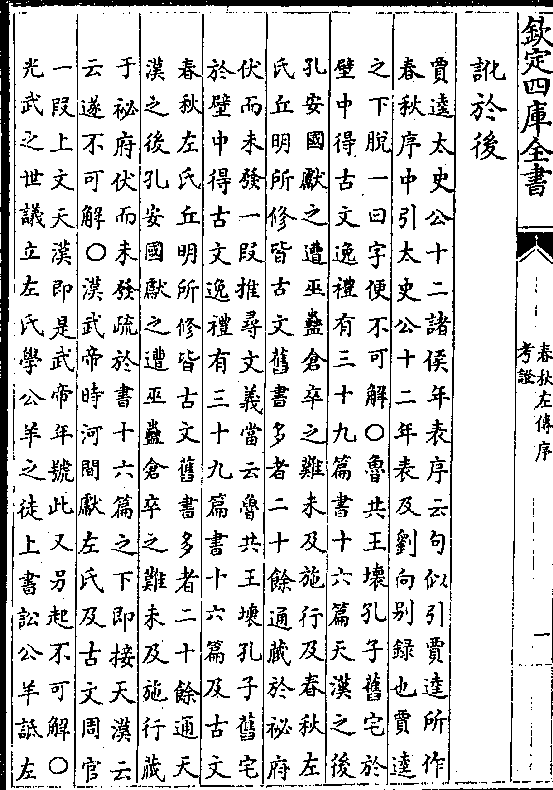 欽定四庫全書
春秋左傳序
考證
一
訛於後
賈逵太史公十二諸侯年表序云句似引賈逵所作
春秋序中引太史公十二年表及劉向别録也賈逵
之下脱一曰字便不可解○魯共王壞孔子舊宅於
壁中得古文逸禮有三十九篇書十六篇天漢之後
孔安國獻之遭巫蠱倉卒之難未及施行及春秋左
氏丘明所修皆古文舊書多者二十餘通藏於祕府
伏而未發一段推尋文義當云魯共王壞孔子舊宅
於壁中得古文逸禮有三十九篇書十六篇及古文
春秋左氏丘明所修皆古文舊書多者二十餘通天
漢之後孔安國獻之遭巫蠱倉卒之難未及施行藏
于祕府伏而未發疏於書十六篇之下即接天漢云
云遂不可解○漢武帝時河間獻左氏及古文周官
一段上文天漢即是武帝年號此又另起不可解○
光武之世議立左氏學公羊之徒上書訟公羊詆左